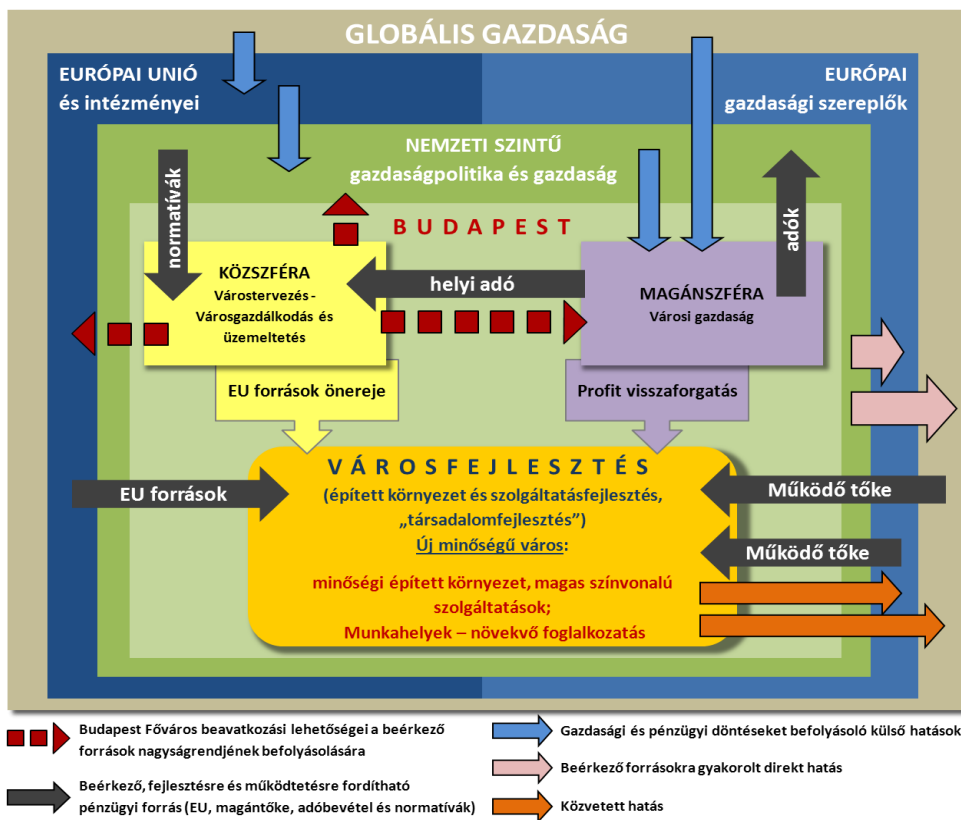 GLOBÁLIS GAZDASÁG
EURÓPAI UNIÓ
és intézményei
EURÓPAI
gazdasági szereplők
NEMZETI SZINTŰ
gazdaságpolitika és gazdaság
normatívák
adók
BUDAPEST
KÖZSZFÉRA
Várostervezés -
Városgazdálkodás és
üzemeltetés
helyi adó
MAGÁNSZFÉRA
Városi gazdaság
EU források önereje
Profit visszaforgatás
VÁROSFEJLESZTÉS
(épített környezet és szolgáltatásfejlesztés,
„társadalomfejlesztés”)
Új minőségű város:
EU források
Működő tőke
Működő tőke
minőségi épített környezet, magas színvonalú
szolgáltatások;
Munkahelyek – növekvő foglalkozatás
Budapest Főváros beavatkozási lehetőségei a beérkező
források nagyságrendjének befolyásolására
Beérkező, fejlesztésre és működtetésre fordítható
pénzügyi forrás (EU, magántőke, adóbevétel és normatívák)
Gazdasági és pénzügyi döntéseket befolyásoló külső hatások
Beérkező forrásokra gyakorolt direkt hatás
Közvetett hatás